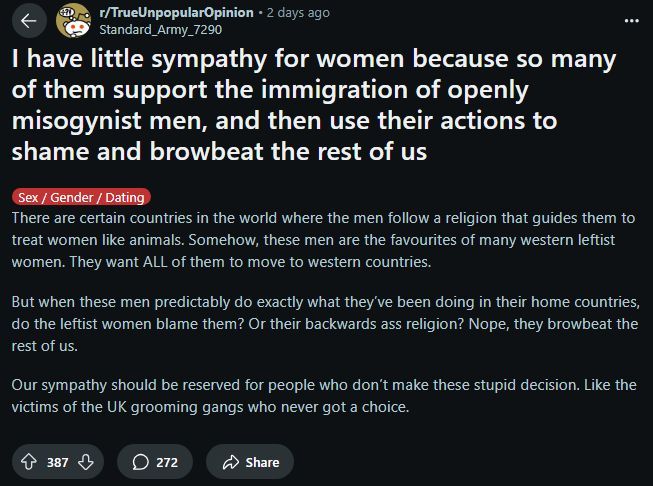 r/TrueUnpopularOpinion • 2 days ago
Standard_Army_7290
I have little sympathy for women because so many
of them support the immigration of openly
misogynist men, and then use their actions to
shame and browbeat the rest of us
Sex / Gender / Dating
There are certain countries in the world where the men follow a religion that guides them to
treat women like animals. Somehow, these men are the favourites of many western leftist
women. They want ALL of them to move to western countries.
But when these men predictably do exactly what they've been doing in their home countries,
do the leftist women blame them? Or their backwards ass religion? Nope, they browbeat the
rest of us.
Our sympathy should be reserved for people who don't make these stupid decision. Like the
victims of the UK grooming gangs who never got a choice.
387 272 Share